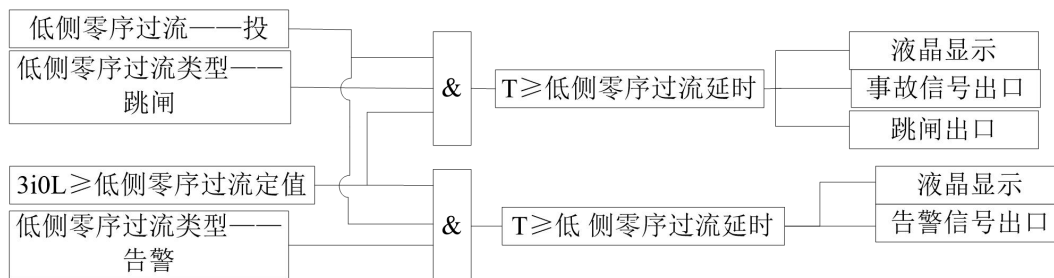 低侧零序过流——投
低侧零序过流类型——
跳闸
&
T≥低侧零序过流延时
液晶显示
事故信号出口
跳闸出口
3i0L≥低侧零序过流定值
低侧零序过流类型——
告警
&
T≥低 侧零序过流延时
液晶显示
告警信号出口